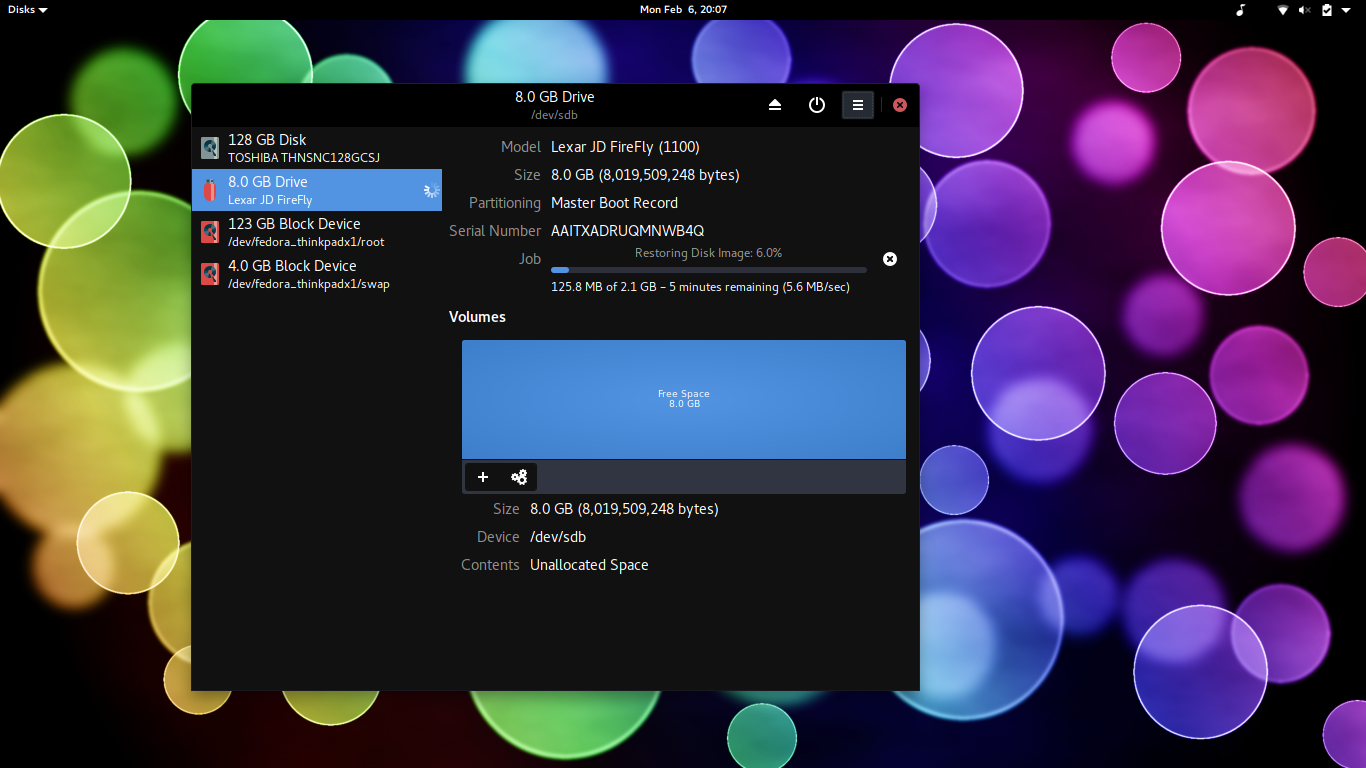 Disks
Mon Feb 6, 20:07
8.0 GB Drive
/dev/sdb
128 GB Disk
TOSHIBA THNSNC128GCSJ
8.0 GB Drive
Lexar JD FireFly
123 GB Block Device
/dev/fedora_thinkpadx1/root
4.0 GB Block Device
/dev/fedora_thinkpadx1/swap
Model Lexar JD FireFly (1100)
Size 8.0 GB (8,019,509,248 bytes)
Partitioning Master Boot Record
Serial Number AAITXADRUQMNWB4Q
Restoring Disk Image: 6.0%
Job
125.8 MB of 2.1 GB – 5 minutes remaining (5.6 MB/sec)
Volumes
Free Space
8.0 GB
Size 8.0 GB (8,019,509,248 bytes)
Device /dev/sdb
Contents Unallocated Space